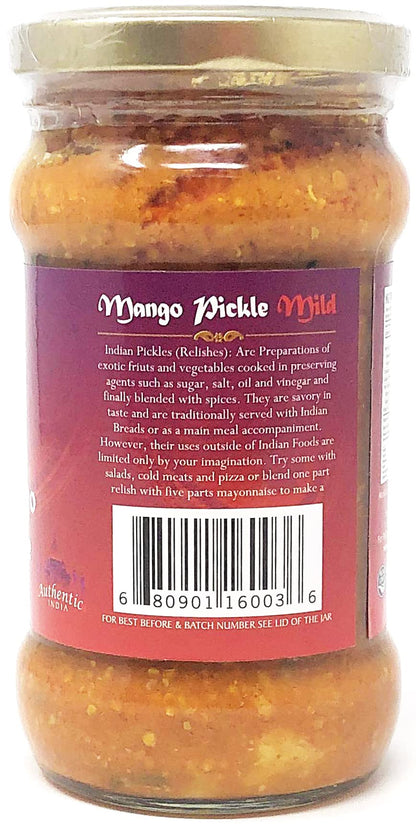 Mango Pickle Mild
Indian Pickles (Relishes): Are Preparations of
exotic friuts and vegetables cooked in preserving
agents such as sugar, salt, oil and vinegar and
finally blended with spices. They are savory in
taste and are traditionally served with Indian
Breads or as a main meal accompaniment.
However, their uses outside of Indian Foods are
limited only by your imagination. Try some with
salads, cold meats and pizza or blend one part
relish with five parts mayonnaise to make a
6 80901 16003 6
Authentic
INDIA
FOR BEST BEFORE & BATCH NUMBER SEE LID OF THE JAR